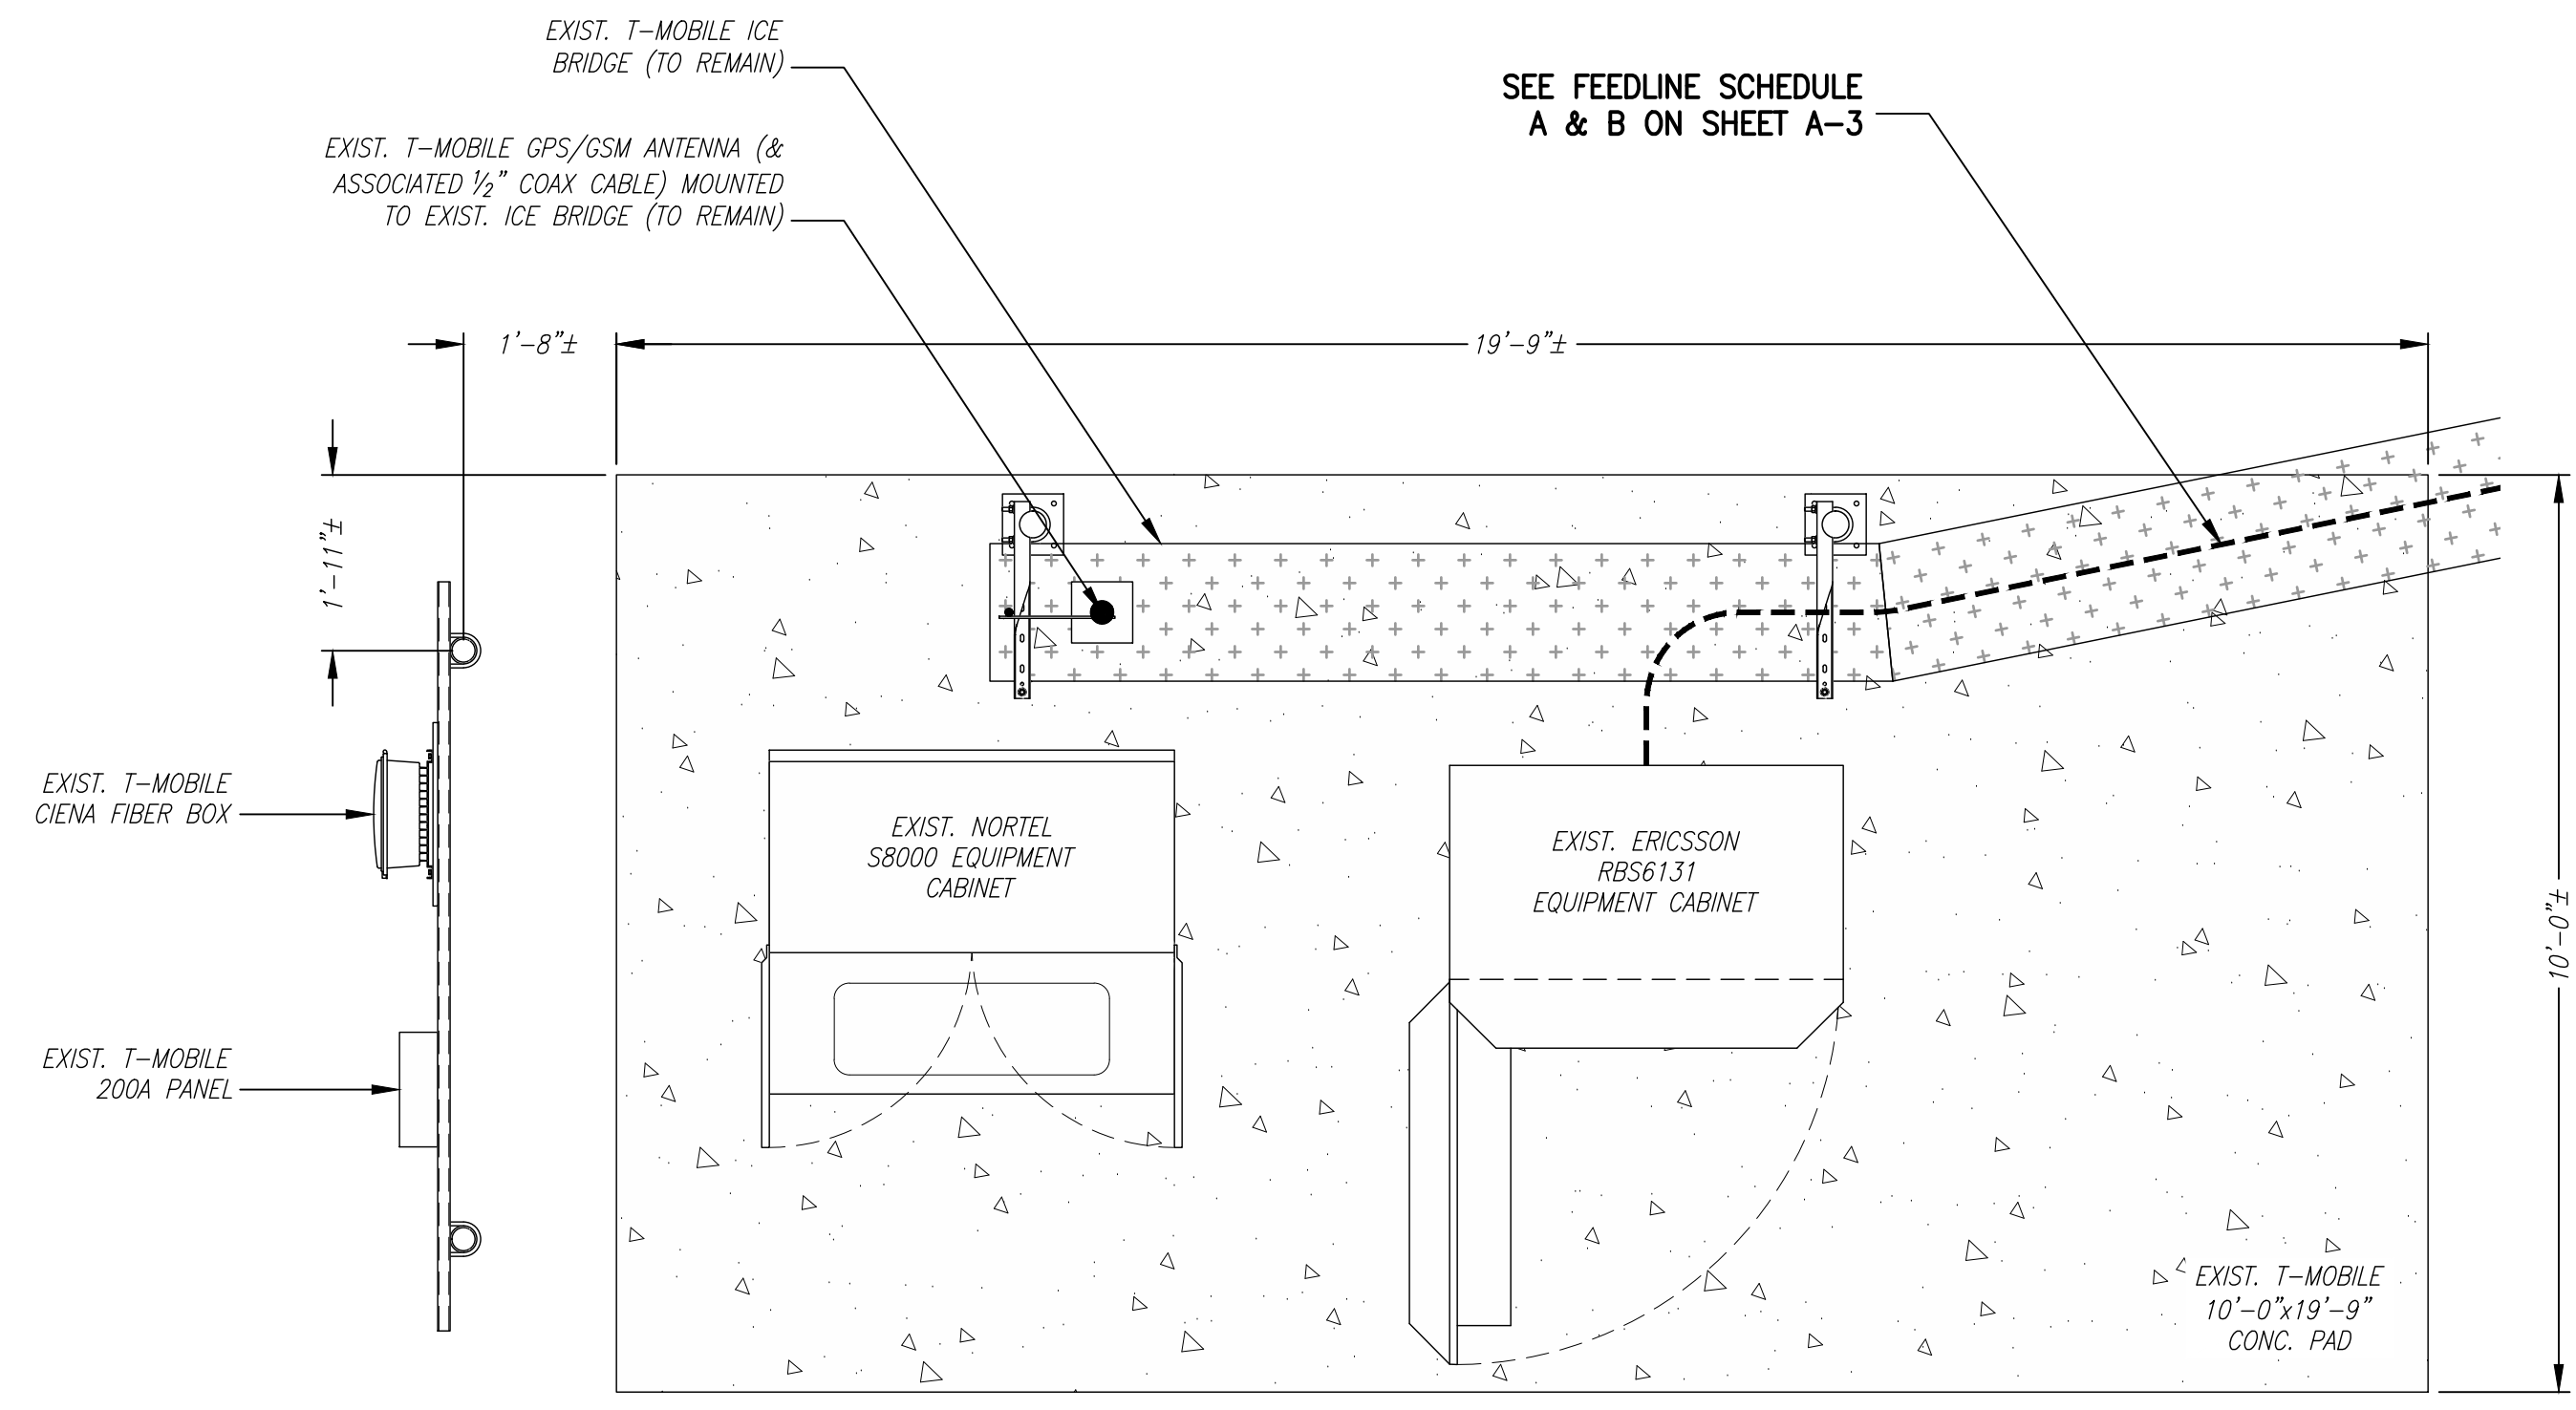 EXIST. T-MOBILE ICE
BRIDGE (TO REMAIN)
SEE FEEDLINE SCHEDULE
A & B ON SHEET A-3
EXIST. T-MOBILE GPS/GSM ANTENNA (&
ASSOCIATED ½" COAX CABLE) MOUNTED
TO EXIST. ICE BRIDGE (TO REMAIN)
1'-8"±
19'-9"±
1'-11"±
EXIST. T-MOBILE
CIENA FIBER BOX
EXIST. NORTEL
S8000 EQUIPMENT
CABINET
EXIST. ERICSSON
RBS6131
EQUIPMENT CABINET
10'-0"±
EXIST. T-MOBILE
200A PANEL
EXIST. T-MOBILE
10'-0"x19'-9"
CONC. PAD